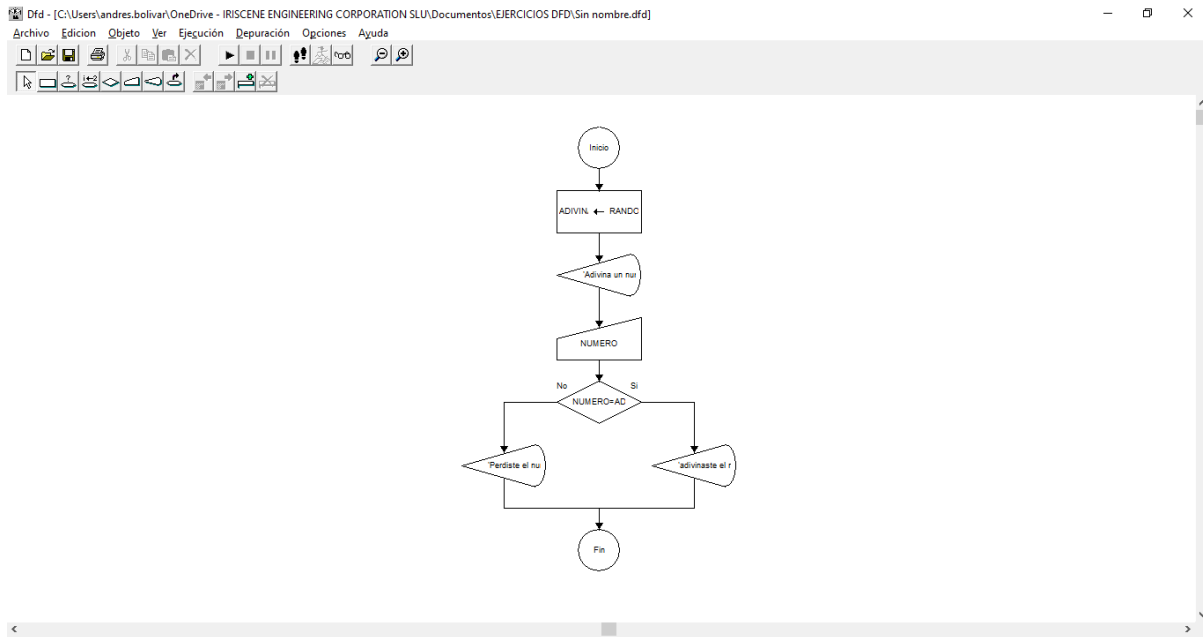 Dfd - [C:\Users\andres.bolivar\OneDrive - IRISCENE ENGINEERING CORPORATION SLU\Documentos\EJERCICIOS DFD\Sin nombre.dfd]
Archivo Edicion Objeto Ver Ejecución Depuración Opciones Ayuda
Inicio
ADIVIN. ← RANDC
'Adivina un nur
NUMERO
No Si
NUMERO=AD
'Perdiste el nu 'adivinaste el r
Fin